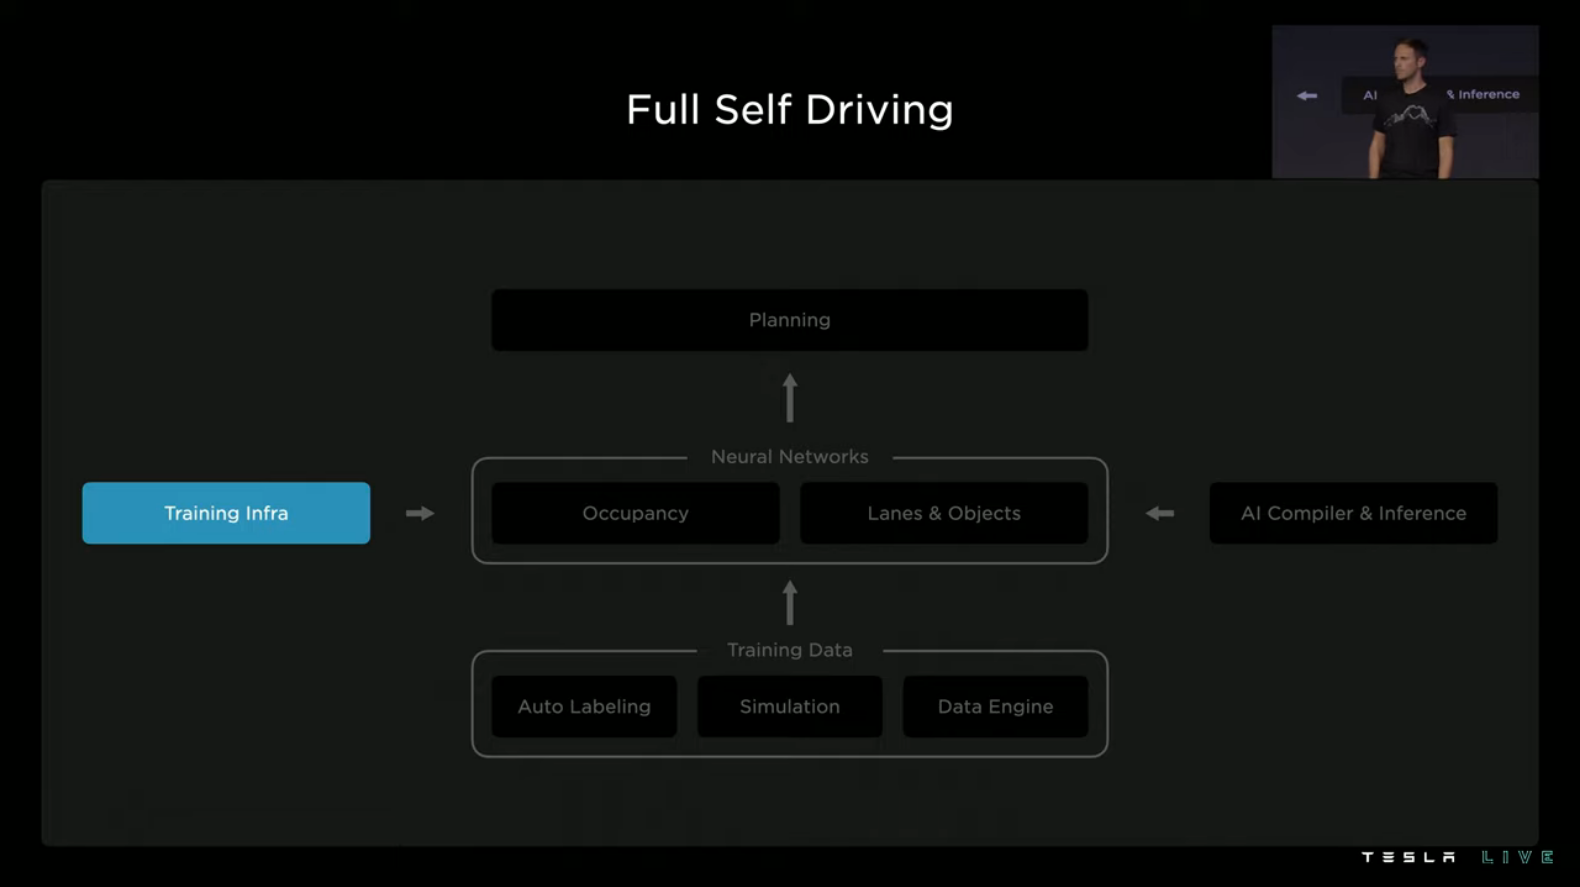 Full Self Driving
AI & Inference
Planning
Neural Networks
Training Infra
Occupancy
Lanes & Objects
AI Compiler & Inference
Training Data
Auto Labeling
Simulation
Data Engine
TESLA LIVE